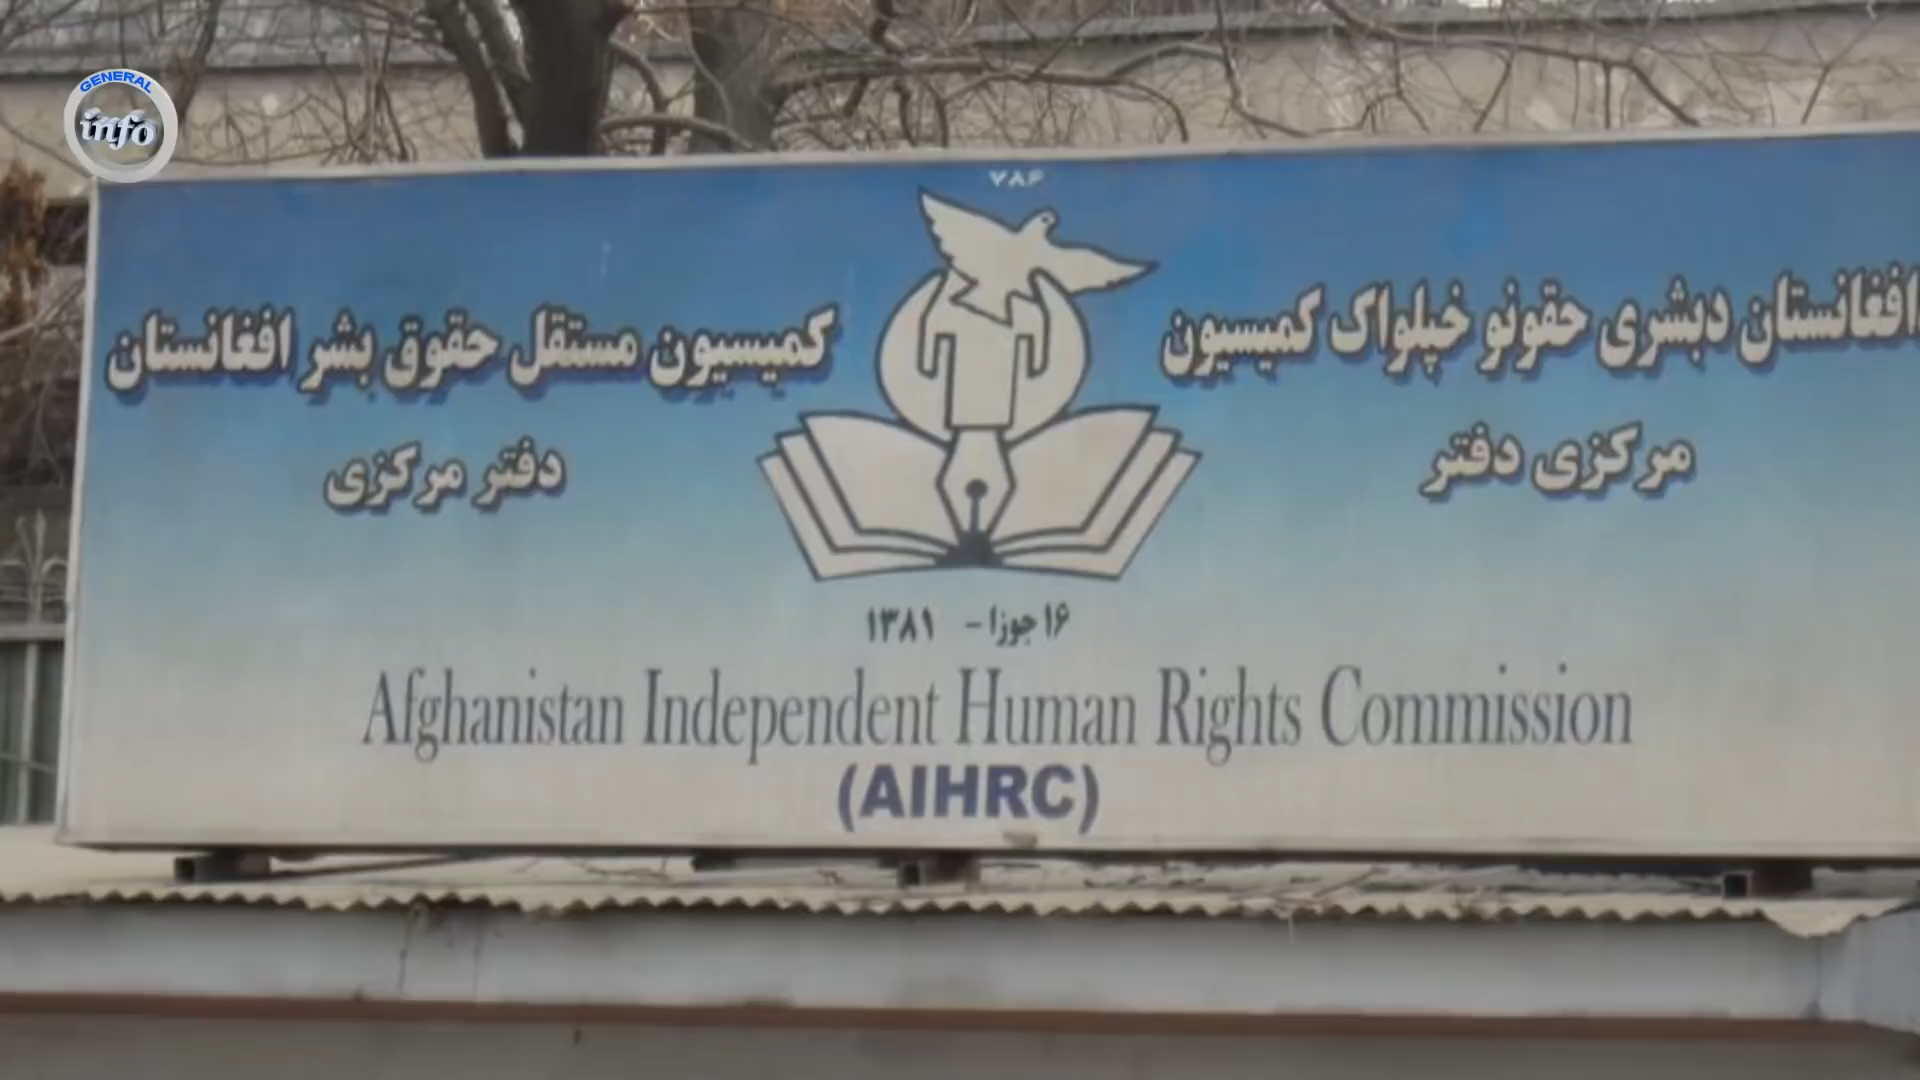 GENERAL
info
۷۸۶
افغانستان دبشری حقونو خپلواک کمیسیون
مرکزی دفتر
کمیسیون مستقل حقوق بشر افغانستان
دفتر مرکزی
۱۶ جوزا - ۱۳۸۱
Afghanistan Independent Human Rights Commission
(AIHRC)